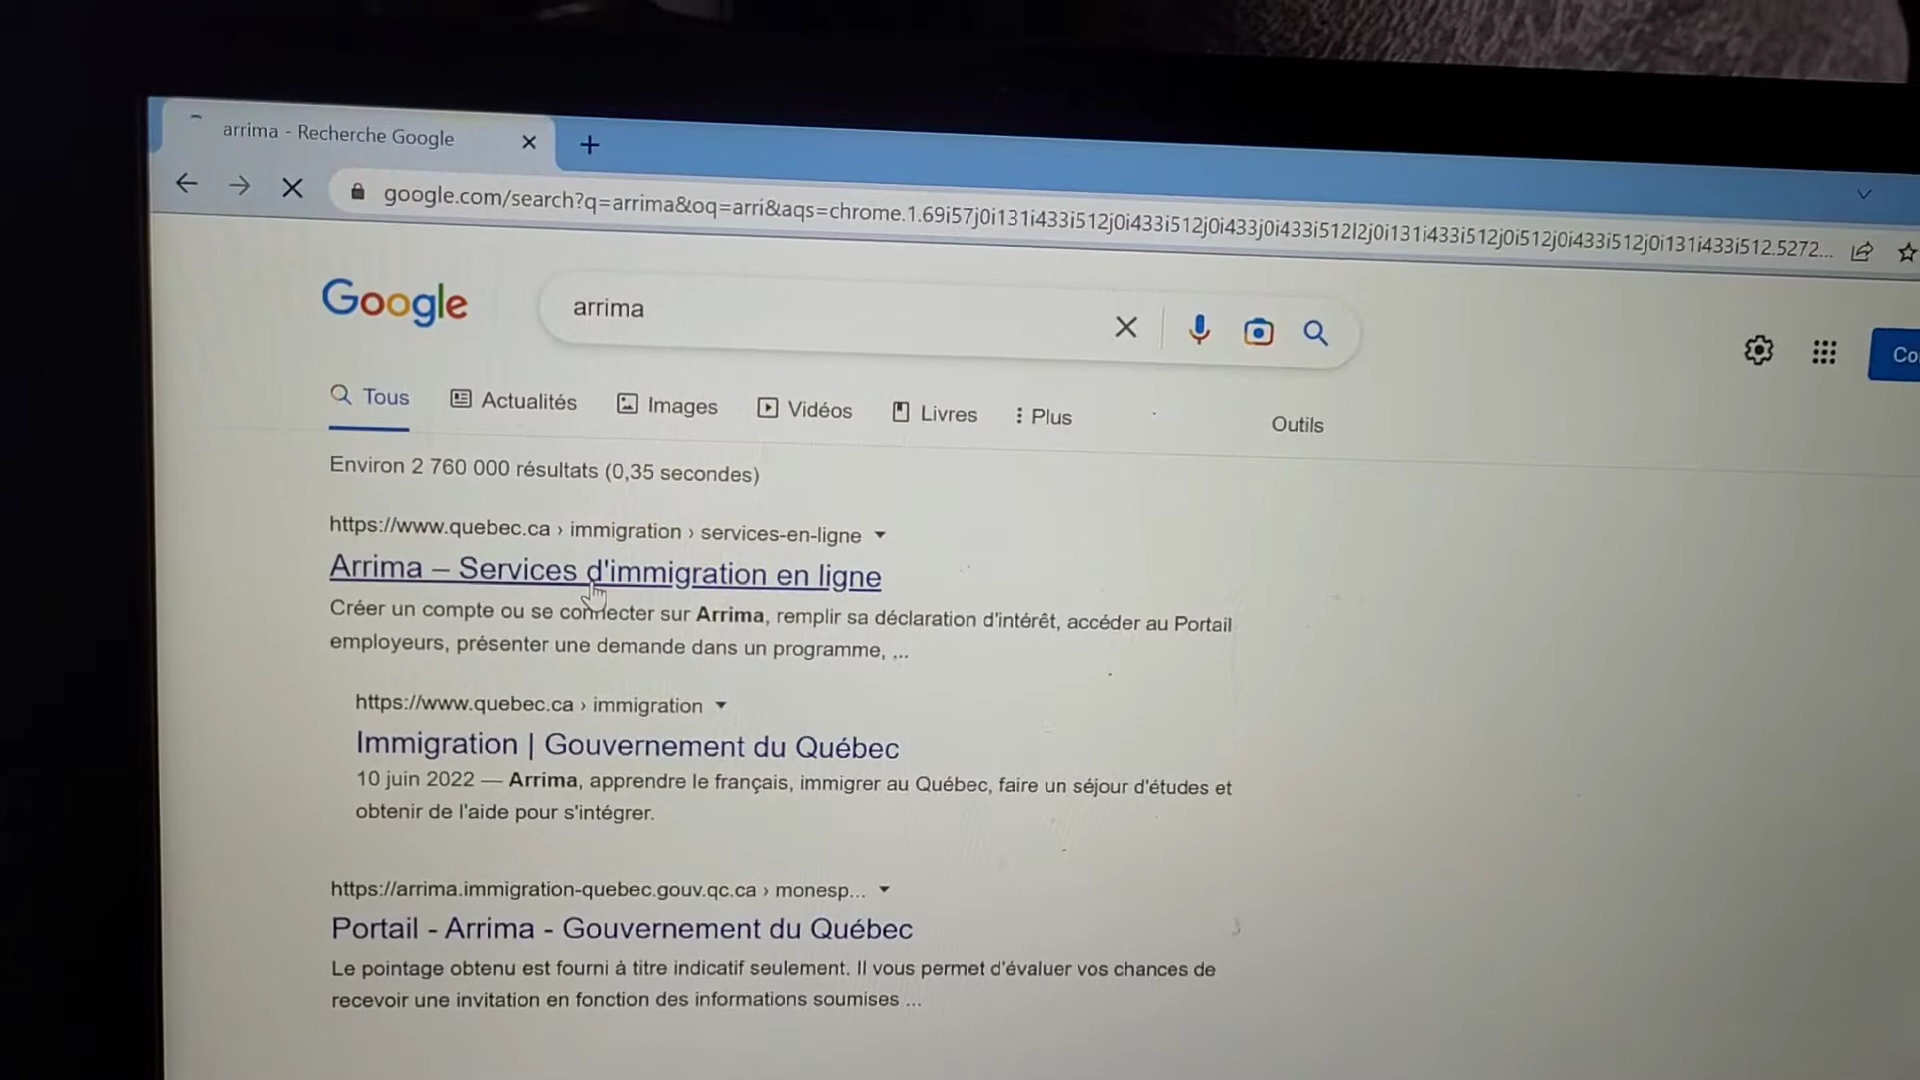 arrima - Recherche Google
google.com/search?q=arrima&oq=arri&aqs=chrome.1.69i57j0i131i433i512j0i433i512j0i433j0i433i512l2j0i131i433i512j0i512j0i433i512j0i131i433i512.5272...
Google
arrima
Co
Tous Actualités Images Vidéos Livres Plus Outils
Environ 2 760 000 résultats (0,35 secondes)
https://www.quebec.ca › immigration › services-en-ligne
Arrima – Services d'immigration en ligne
Créer un compte ou se connecter sur Arrima, remplir sa déclaration d'intérêt, accéder au Portail
employeurs, présenter une demande dans un programme, ...
https://www.quebec.ca › immigration
Immigration | Gouvernement du Québec
10 juin 2022 — Arrima, apprendre le français, immigrer au Québec, faire un séjour d'études et
obtenir de l'aide pour s'intégrer.
https://arrima.immigration-quebec.gouv.qc.ca › monesp...
Portail - Arrima - Gouvernement du Québec
Le pointage obtenu est fourni à titre indicatif seulement. Il vous permet d'évaluer vos chances de
recevoir une invitation en fonction des informations soumises ...